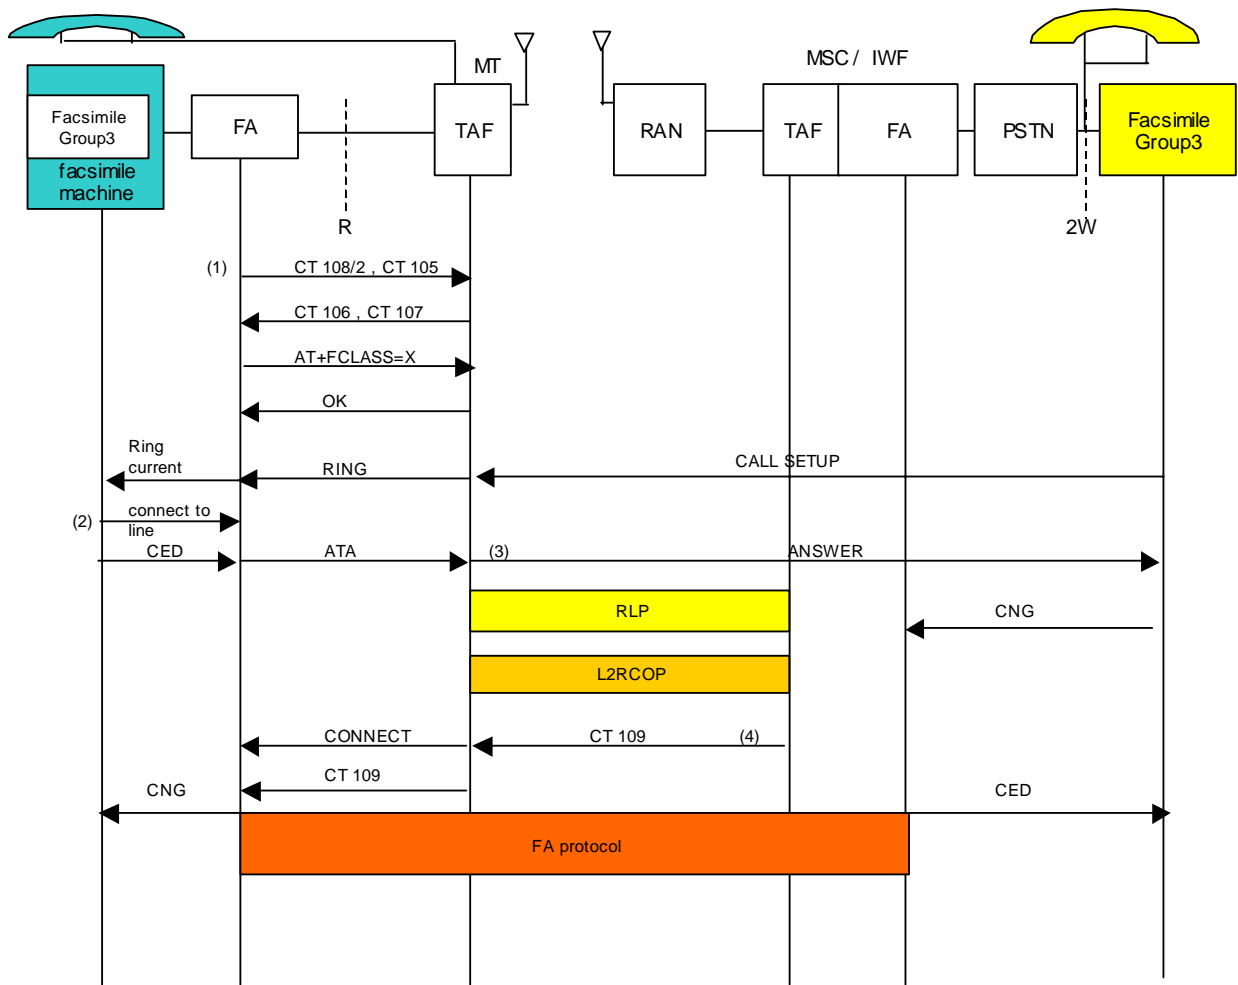 MT
MSC / IWF
Facsimile
Group3
facsimile
machine
FA
TAF
RAN
TAF
FA
PSTN
Facsimile
Group3
R
2W
(1)
CT 108/2 , CT 105
CT 106 , CT 107
AT+FCLASS=X
OK
Ring
current
RING
CALL SETUP
(2)
connect to
line
CED
ATA
(3)
ANSWER
RLP
CNG
L2RCOP
CONNECT
CT 109
(4)
CT 109
CNG
CED
FA protocol